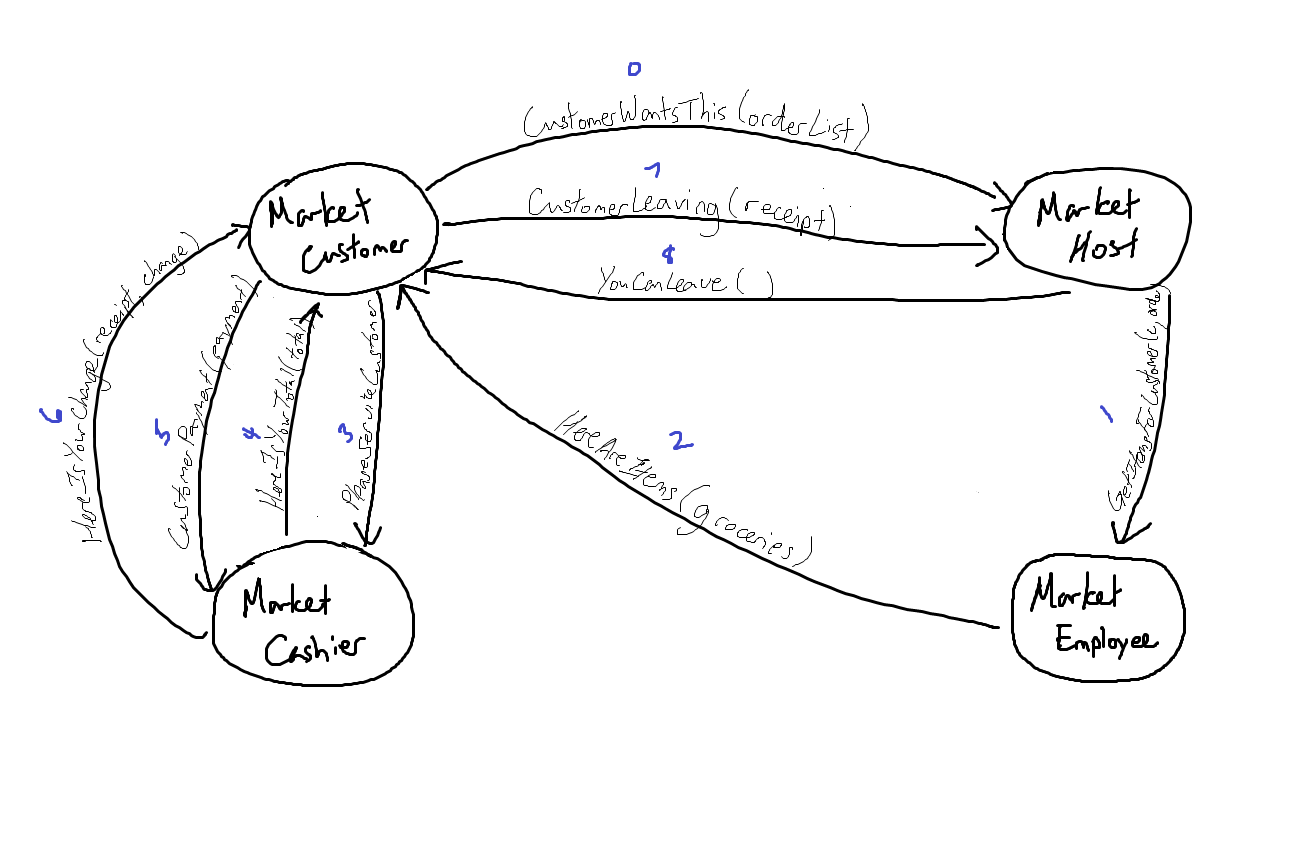 0
CustomerWantsThis (orderList)
7
CustomerLeaving (receipt)
8
YouCanLeave ( )
Market
Customer
Market
Host
HereIsYourChange (receipt, change)
6
CustomerPayment (payment)
5
HereIsYourTotal (total)
4
3
HereAreItems (groceries)
2
GetItemsForCustomer (c, order)
1
Market
Cashier
Market
Employee